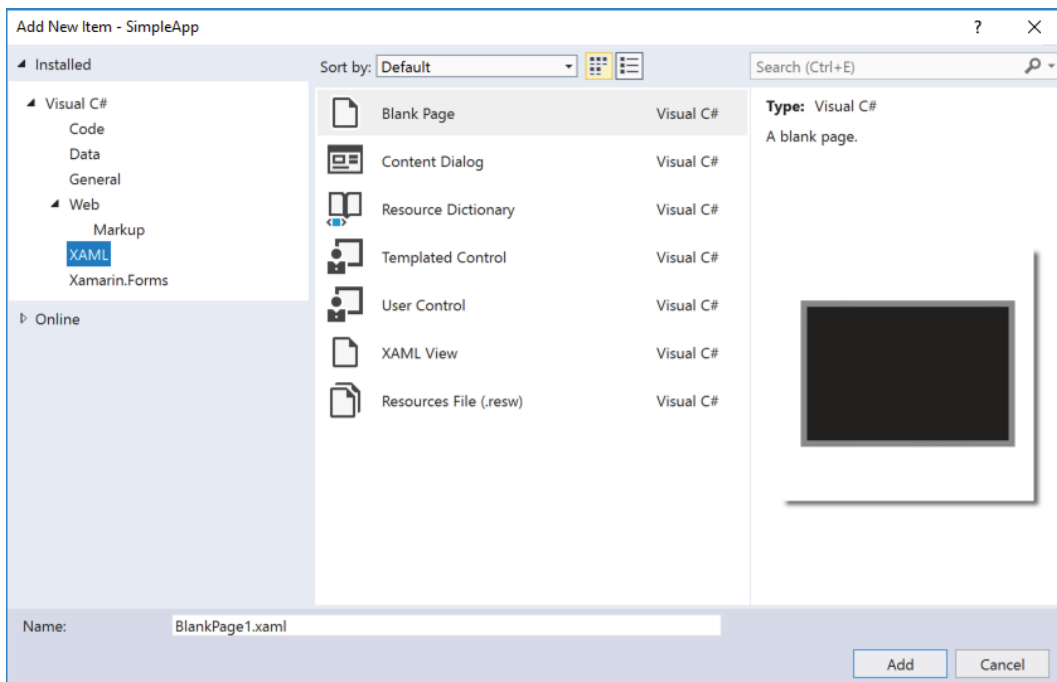 Add New Item - SimpleApp
?
Installed
Sort by: Default
Search (Ctrl+E)
Visual C#
Code
Data
General
Web
Markup
XAML
Xamarin.Forms
Online
Blank Page Visual C#
Content Dialog Visual C#
Resource Dictionary Visual C#
Templated Control Visual C#
User Control Visual C#
XAML View Visual C#
Resources File (.resw) Visual C#
Type: Visual C#
A blank page.
Name: BlankPage1.xaml
Add Cancel